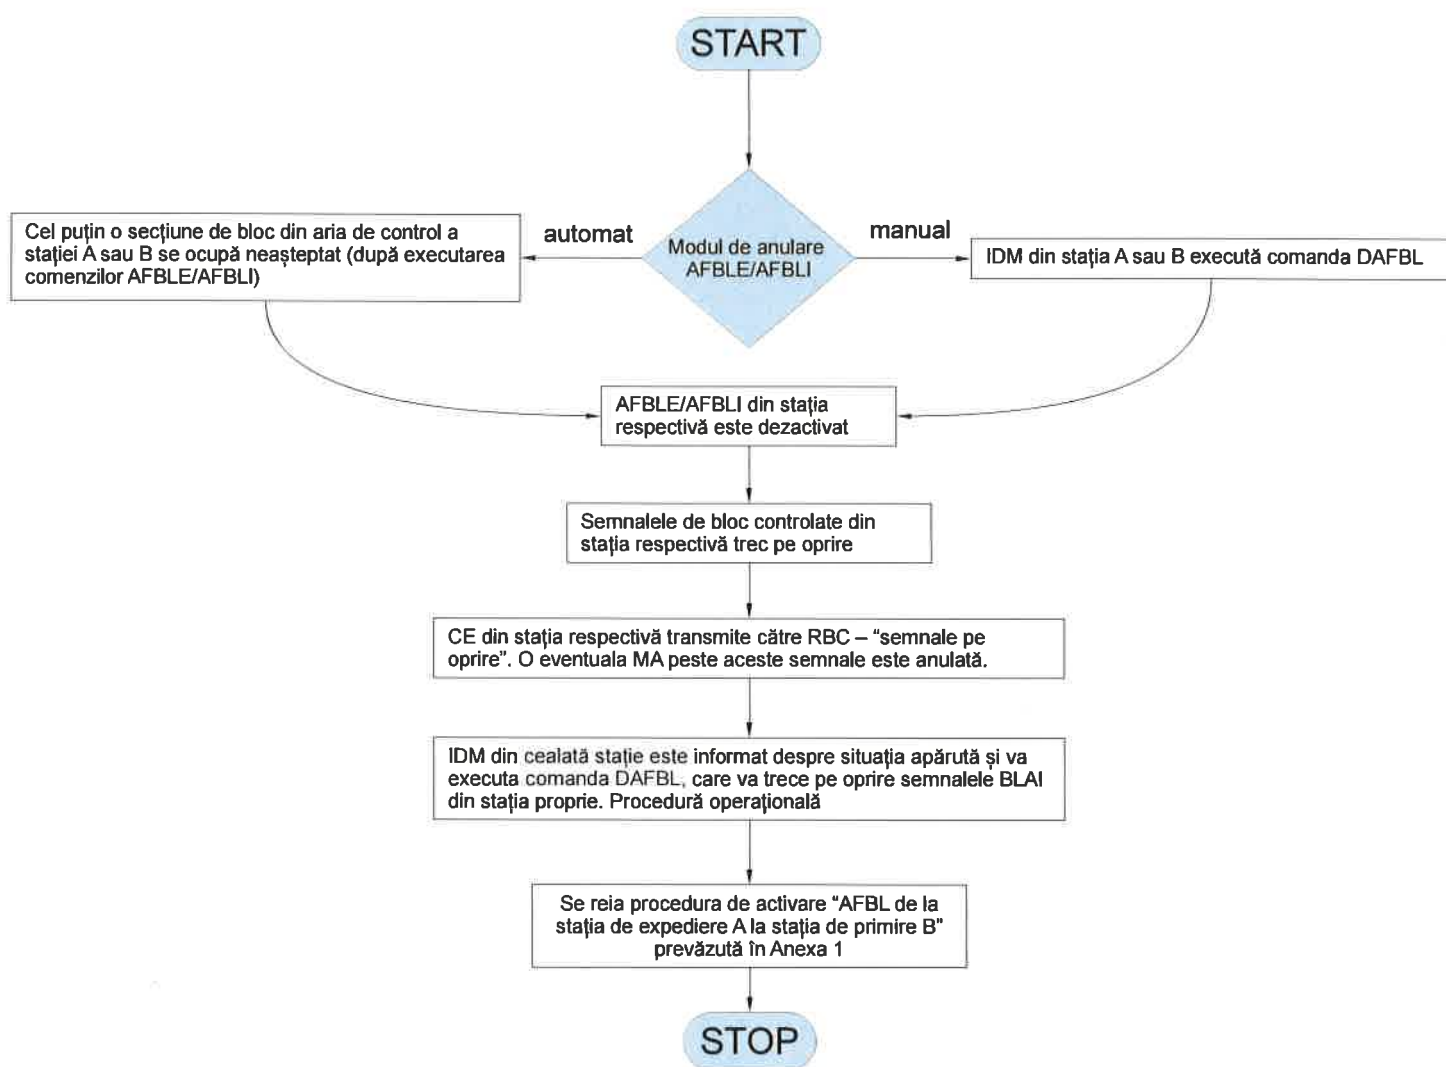 START
Modul de anulare
AFBLE/AFBLI
automat
manual
Cel puțin o secțiune de bloc din aria de control a
stației A sau B se ocupă neașteptat (după executarea
comenzilor AFBLE/AFBLI)
IDM din stația A sau B execută comanda DAFBL
AFBLE/AFBLI din stația
respectivă este dezactivat
Semnalele de bloc controlate din
stația respectivă trec pe oprire
CE din stația respectivă transmite către RBC – “semnale pe
oprire”. O eventuala MA peste aceste semnale este anulată.
IDM din cealată stație este informat despre situația apărută și va
executa comanda DAFBL, care va trece pe oprire semnalele BLAI
din stația proprie. Procedură operațională
Se reia procedura de activare “AFBL de la
stația de expediere A la stația de primire B”
prevăzută în Anexa 1
STOP